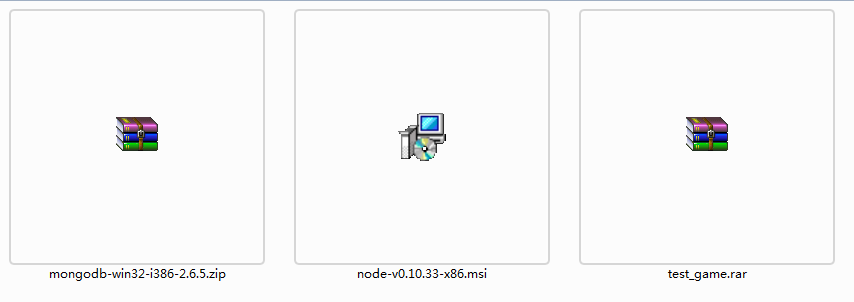 mongodb-win32-i386-2.6.5.zip
node-v0.10.33-x86.msi
test_game.rar